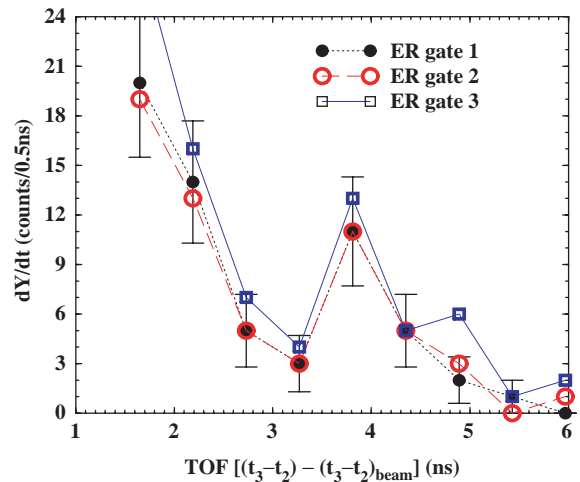 24
21
18
15
12
9
6
3
0
dY/dt (counts/0.5ns)
ER gate 1
ER gate 2
ER gate 3
1 2 3 4 5 6
TOF [(t₃–t₂) – (t₃–t₂)beam] (ns)